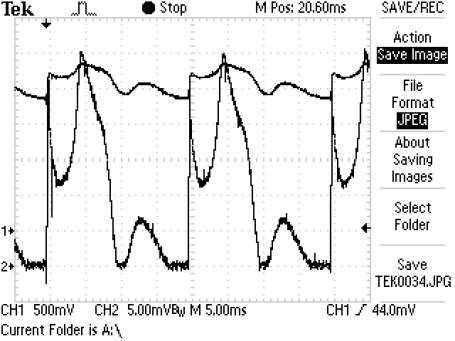 Tek Stop M Pos: 20.60ms SAVE/REC
Action
Save Image
File
Format
JPEG
About
Saving
Images
Select
Folder
1
2
Save
TEK0034.JPG
CH1 500mV CH2 5.00VBw M 5.00ms CH1 44.0mV
Current Folder is A:\